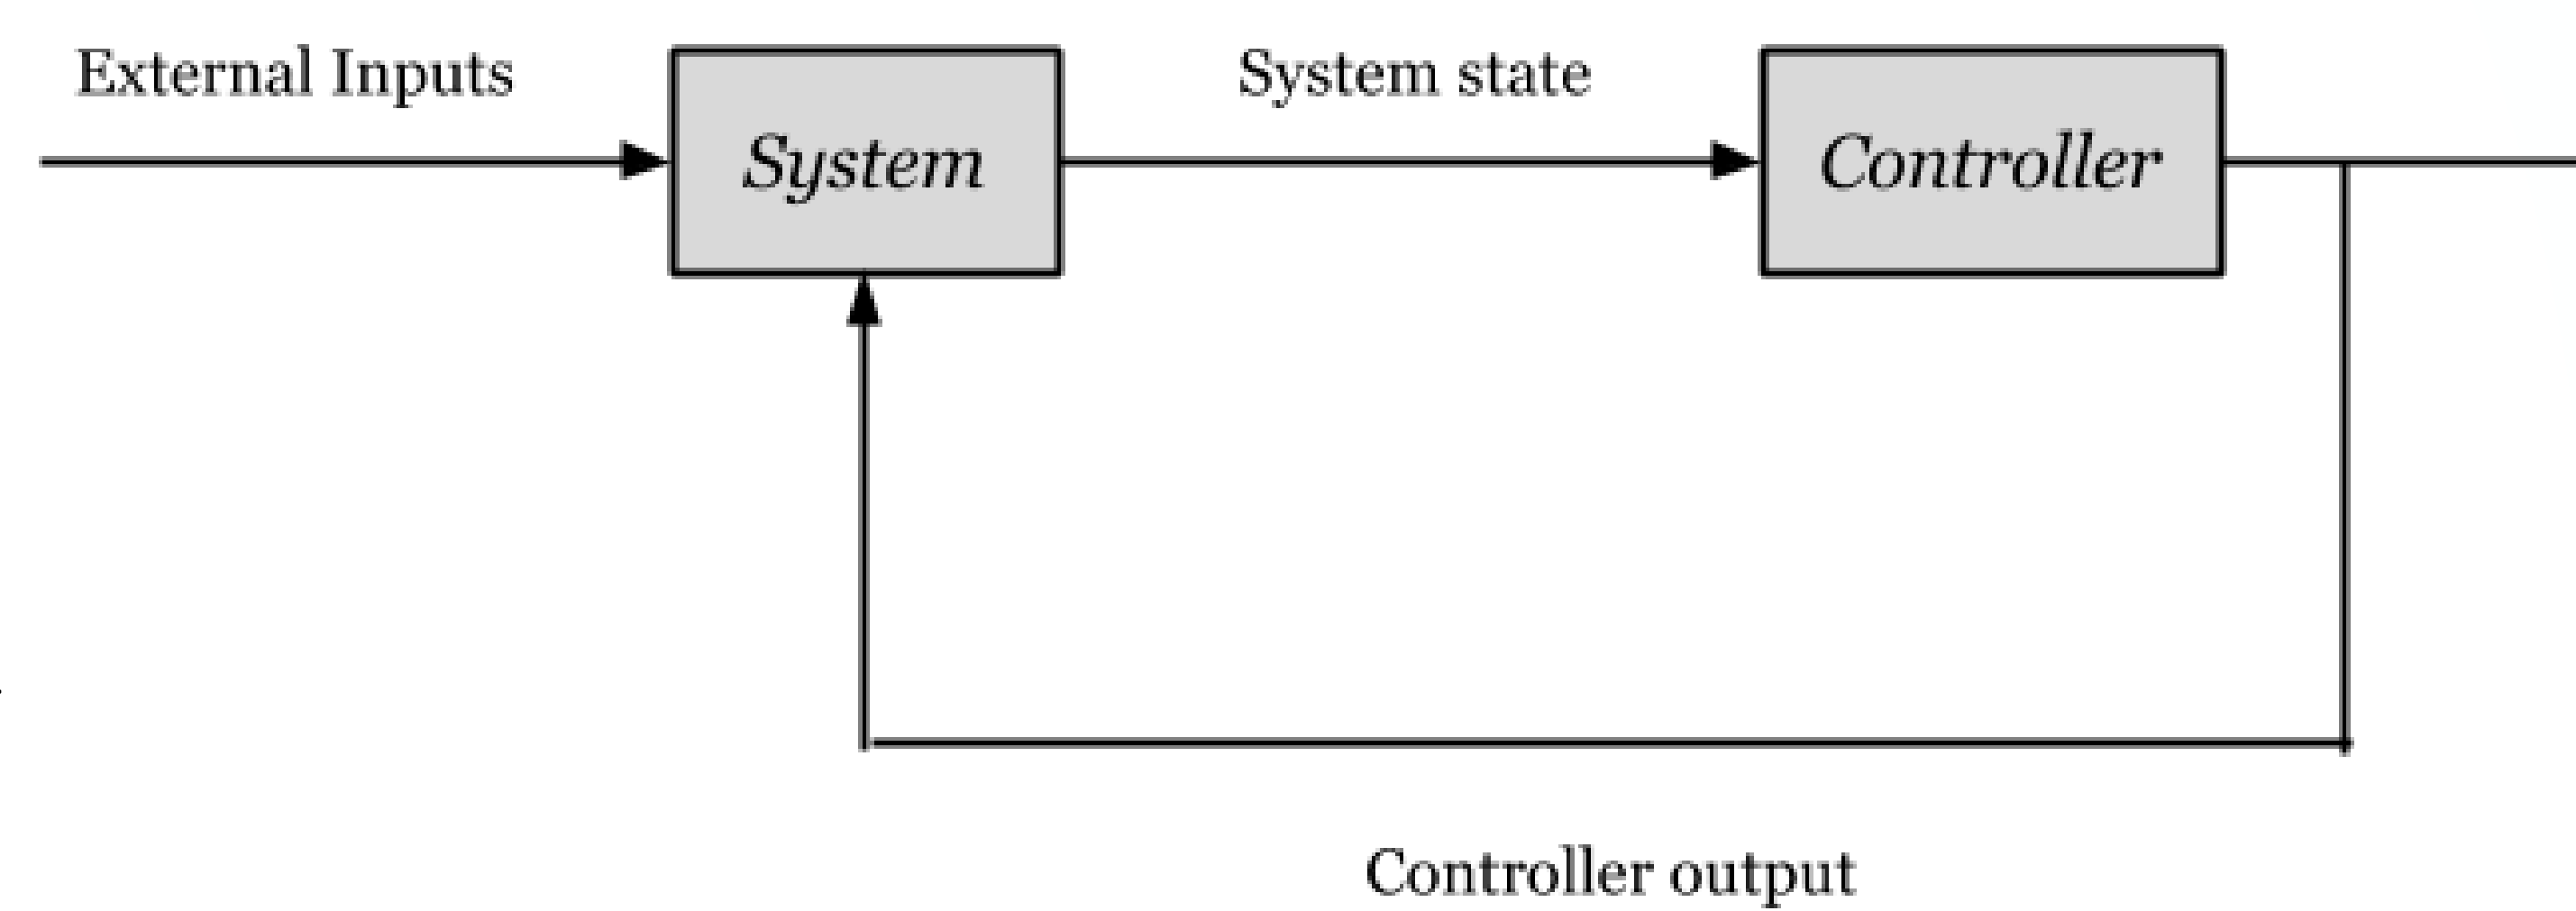 External Inputs
System
System state
Controller
Controller output